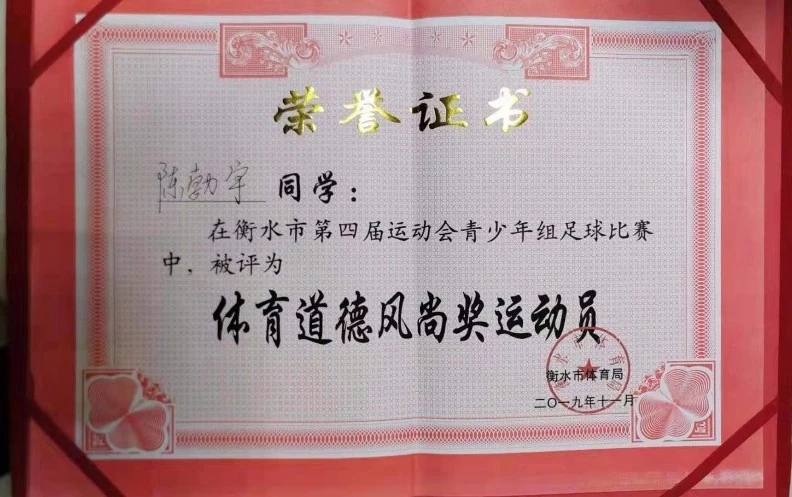 荣誉证书
陈勃宇 同学：
在衡水市第四届运动会青少年组足球比赛
中，被评为
体育道德风尚奖运动员
衡水市体育局
二〇一九年十一月